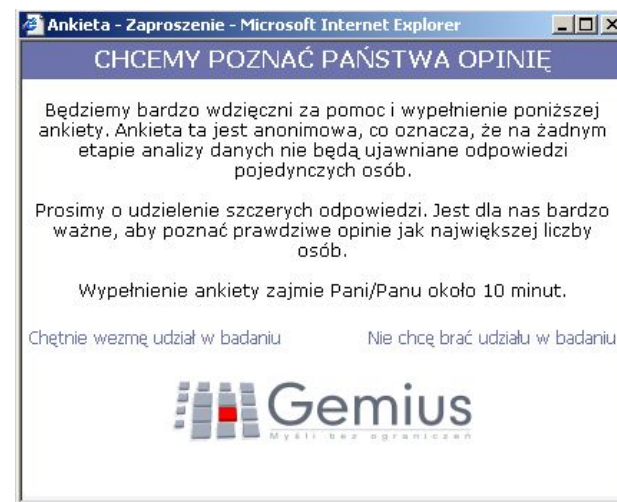 Ankieta - Zaproszenie - Microsoft Internet Explorer
CHCEMY POZNAĆ PAŃSTWA OPINIĘ
Będziemy bardzo wdzięczni za pomoc i wypełnienie poniższej
ankiety. Ankieta ta jest anonimowa, co oznacza, że na żadnym
etapie analizy danych nie będą ujawniane odpowiedzi
pojedynczych osób.
Prosimy o udzielenie szczerych odpowiedzi. Jest dla nas bardzo
ważne, aby poznać prawdziwe opinie jak największej liczby
osób.
Wypełnienie ankiety zajmie Pani/Panu około 10 minut.
Chętnie wezmę udział w badaniu Nie chcę brać udziału w badaniu
Gemius
Myśli bez ograniczeń